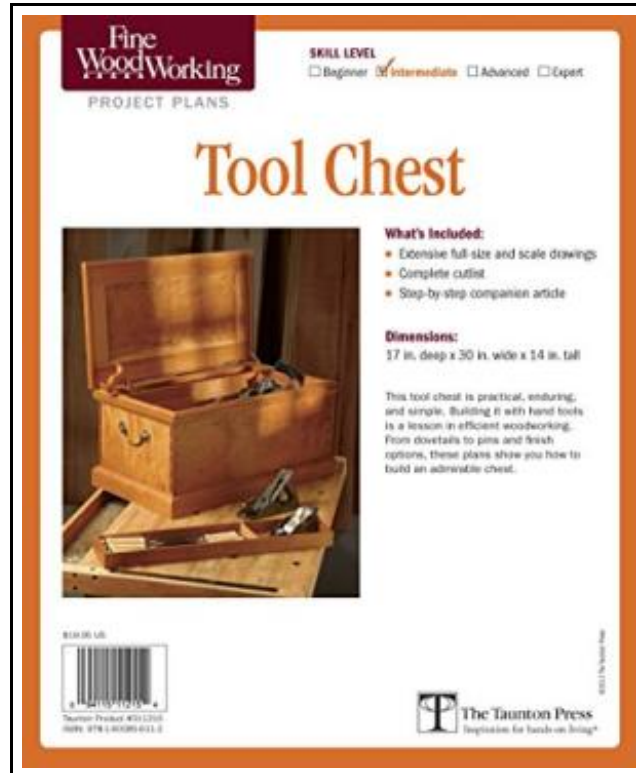 Fine
WoodWorking
PROJECT PLANS
SKILL LEVEL
Beginner Intermediate Advanced Expert
Tool Chest
What's Included:
• Extensive full-size and scale drawings
• Complete cutlist
• Step-by-step companion article
Dimensions:
17 in. deep x 30 in. wide x 14 in. tall
This tool chest is practical, enduring,
and simple. Building it with hand tools
is a lesson in efficient woodworking.
From dovetails to pins and finish
options, these plans show you how to
build an admirable chest.
US
Taunton Product
ISBN:
The Taunton Press
Inspiration for hands-on living®